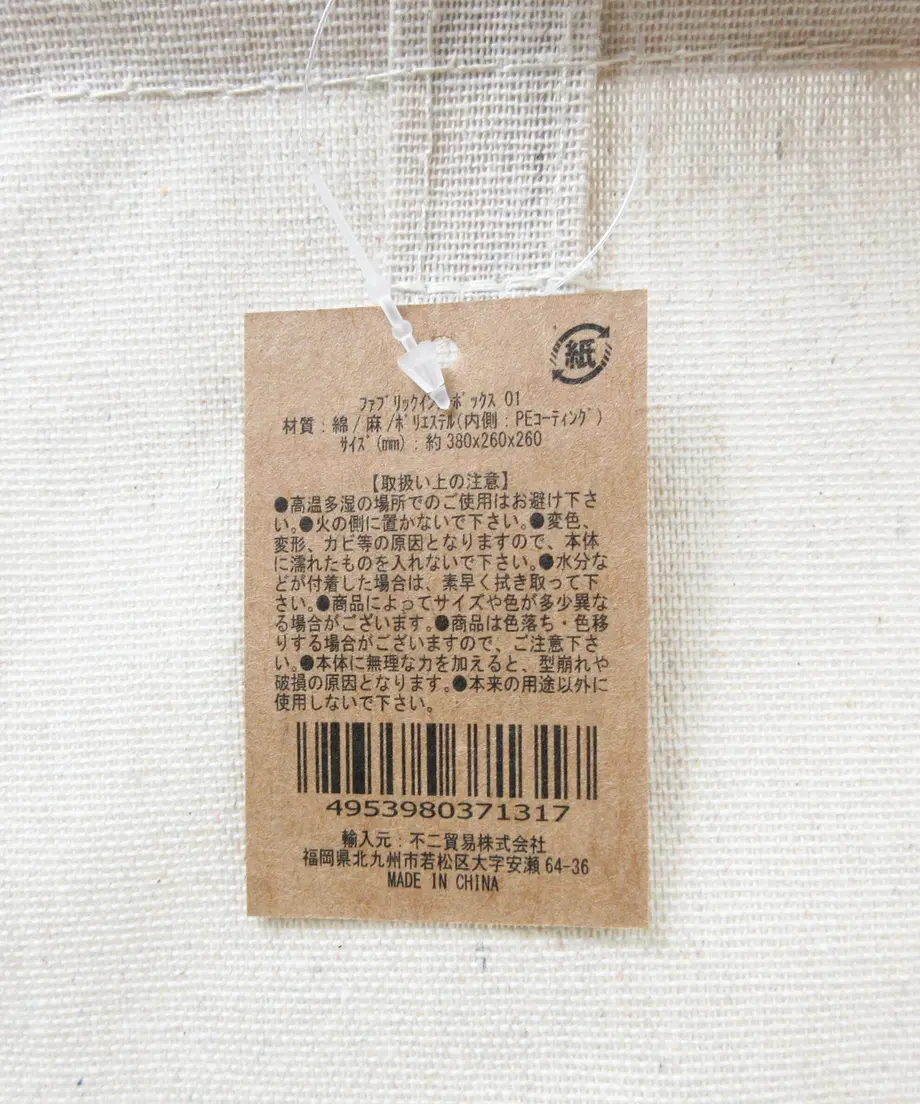 紙
ﾌｧﾌﾞﾘｯｸｲﾝ ﾎﾞｯｸｽ 01
材質：綿/麻/ﾎﾟﾘｴｽﾃﾙ(内側：PEｺｰﾃｨﾝｸﾞ)
ｻｲｽﾞ(mm)：約380x260x260
【取扱い上の注意】
●高温多湿の場所でのご使用はお避け下さ
い。●火の側に置かないで下さい。●変色、
変形、カビ等の原因となりますので、本体
に濡れたものを入れないで下さい。●水分な
どが付着した場合は、素早く拭き取って下
さい。●商品によってサイズや色が多少異な
る場合がございます。●商品は色落ち・色移
りする場合がございますので、ご注意下さ
い。●本体に無理な力を加えると、型崩れや
破損の原因となります。●本来の用途以外に
使用しないで下さい。
4953980371317
輸入元：不二貿易株式会社
福岡県北九州市若松区大字安瀬 64-36
MADE IN CHINA